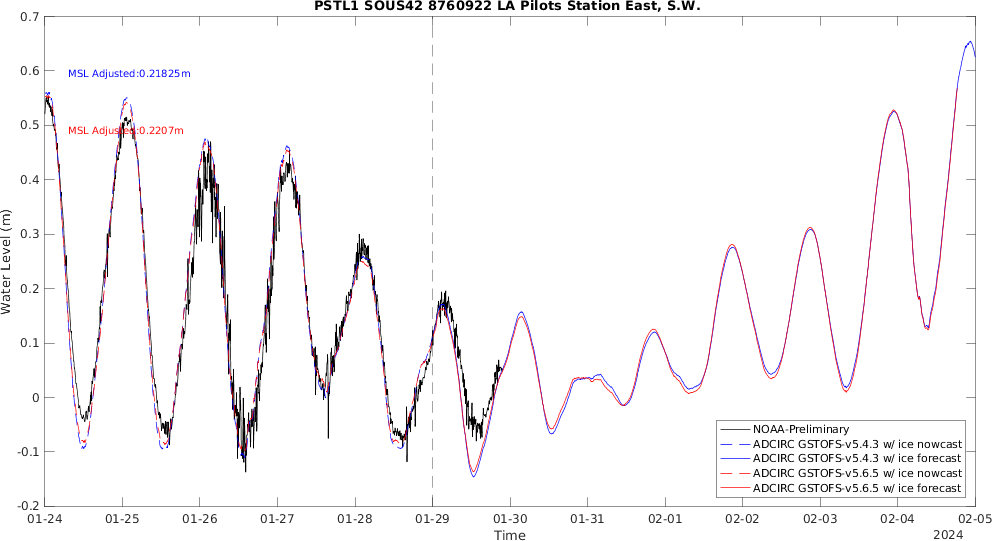 PSTL1 SOUS42 8760922 LA Pilots Station East, S.W.
0.7
0.6
0.5
0.4
0.3
0.2
0.1
0
-0.1
-0.2
Water Level (m)
MSL Adjusted:0.21825m
MSL Adjusted:0.2207m
NOAA-Preliminary
ADCIRC GSTOFS-v5.4.3 w/ ice nowcast
ADCIRC GSTOFS-v5.4.3 w/ ice forecast
ADCIRC GSTOFS-v5.6.5 w/ ice nowcast
ADCIRC GSTOFS-v5.6.5 w/ ice forecast
01-24 01-25 01-26 01-27 01-28 01-29 01-30 01-31 02-01 02-02 02-03 02-04 02-05
Time
2024